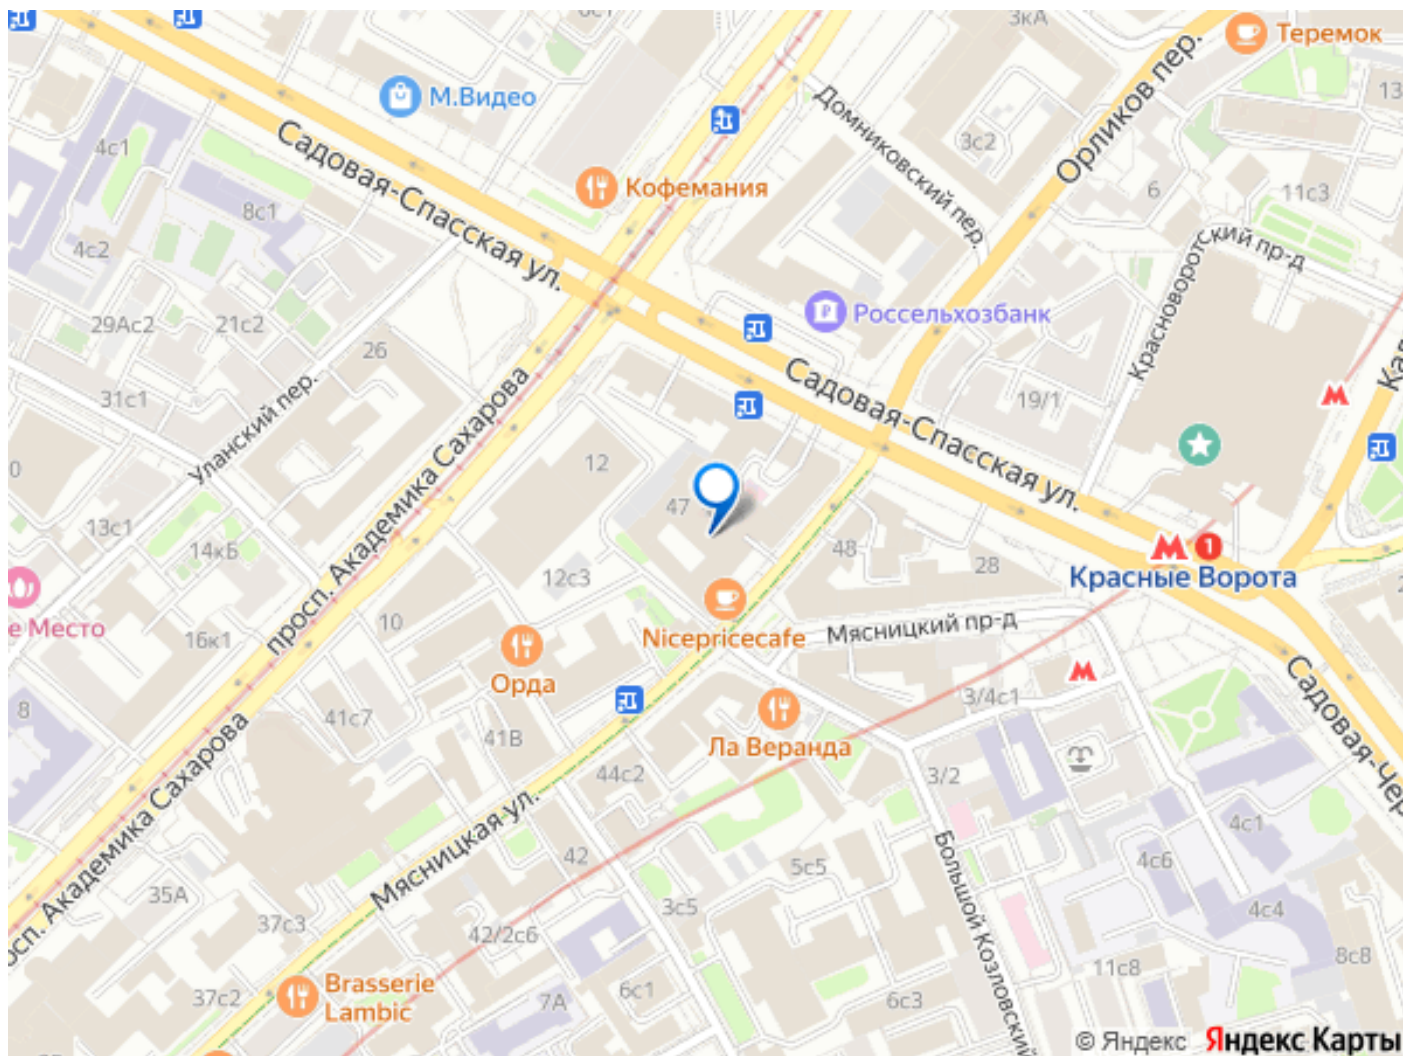 6с1
3кА
Теремок
М.Видео
13
Орликов пер.
Домниковский пер.
3с2
4с1
Садовая-Спасская ул.
Кофемания
6
11с3
8с1
4с2
Красноворотский пр-д
29Ас2
21с2
Россельхозбанк
26
31с1
Уланский пер.
просп. Академика Сахарова
Садовая-Спасская ул.
19/1
12
47
13с1
14кБ
48
28
1
Красные Ворота
12с3
е Место
16к1
10
Nicepricecafe
Мясницкий пр-д
Орда
8
41с7
41В
Ла Веранда
3/4с1
Садовая-Чер
44с2
3/2
просп. Академика Сахарова
Мясницкая ул.
42
5с5
4с1
4с6
35А
37с3
3с5
Большой Козловский
4с4
42/2с6
8с8
11с8
Brasserie
Lambic
37с2
7А
6с1
6с3
© Яндекс Яндекс Карты